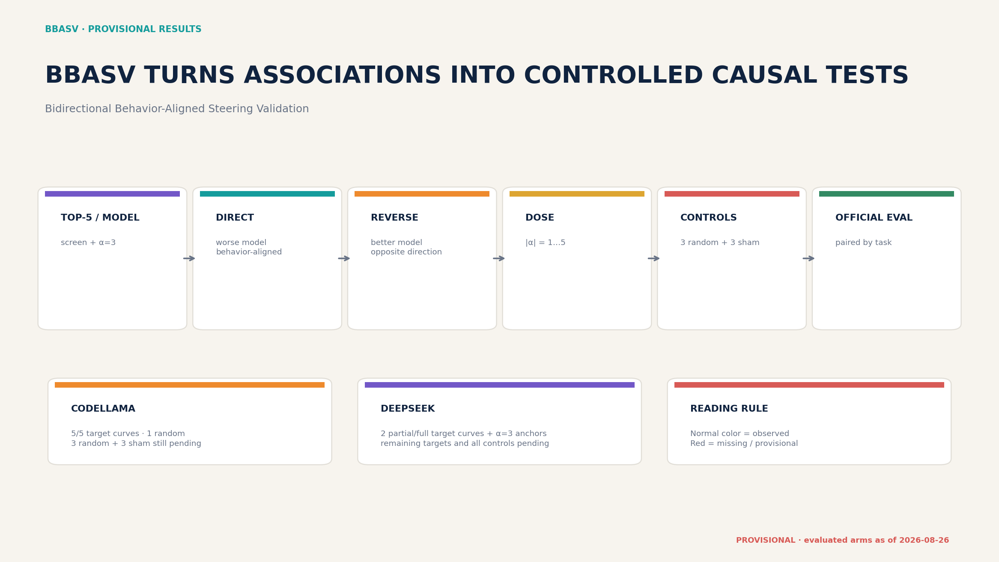 BBASV · PROVISIONAL RESULTS
BBASV TURNS ASSOCIATIONS INTO CONTROLLED CAUSAL TESTS
Bidirectional Behavior-Aligned Steering Validation
TOP-5 / MODEL
screen + α=3
DIRECT
worse model
behavior-aligned
REVERSE
better model
opposite direction
DOSE
|α| = 1…5
CONTROLS
3 random + 3 sham
OFFICIAL EVAL
paired by task
CODELLAMA
5/5 target curves · 1 random
3 random + 3 sham still pending
DEEPSEEK
2 partial/full target curves + α=3 anchors
remaining targets and all controls pending
READING RULE
Normal color = observed
Red = missing / provisional
PROVISIONAL · evaluated arms as of 2026-08-26